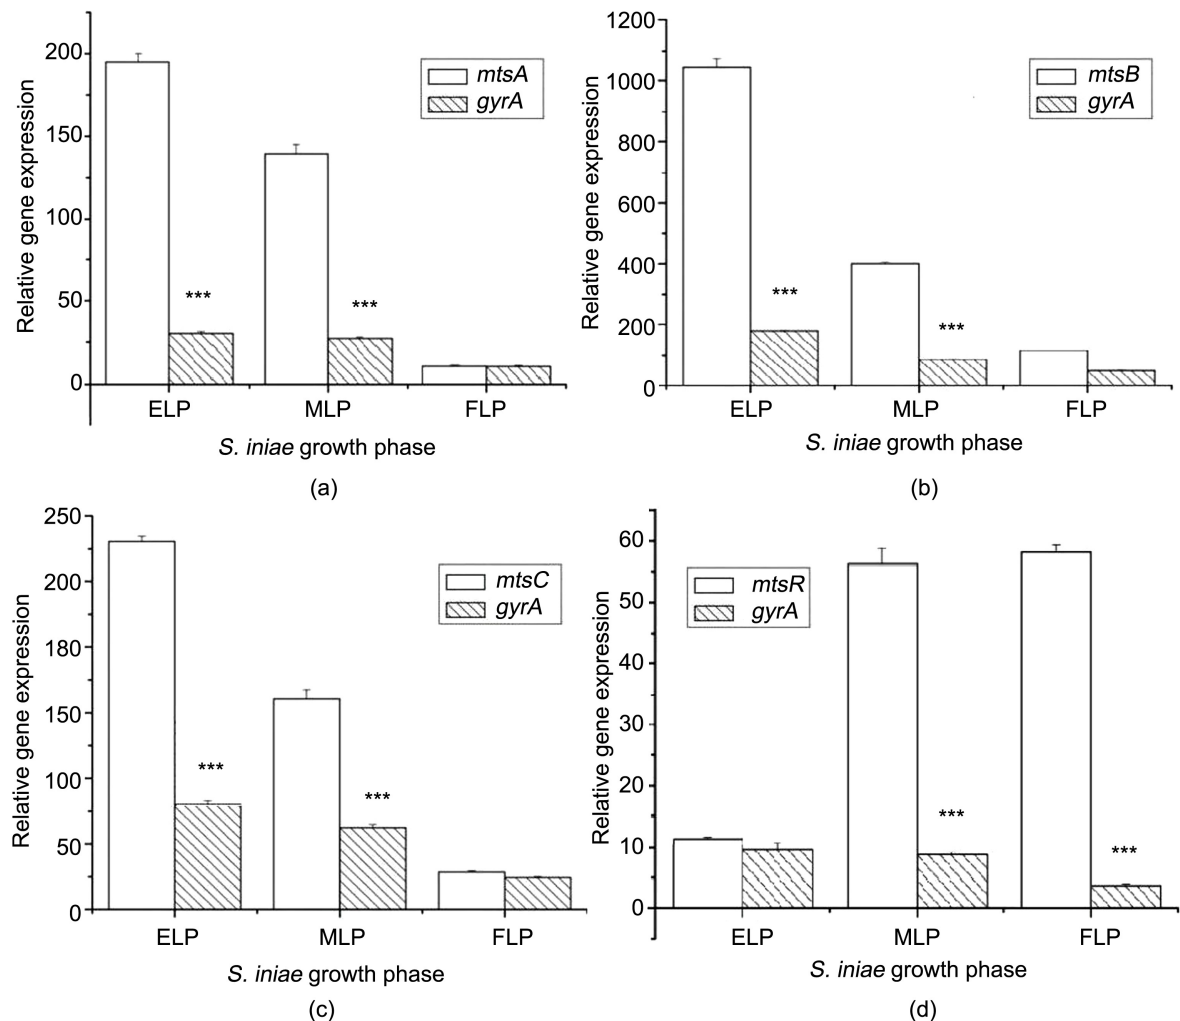 200
150
100
50
0
Relative gene expression
mtsA
gyrA
***
***
ELP MLP FLP
S. iniae growth phase
(a)
1200
1000
800
600
400
200
0
Relative gene expression
mtsB
gyrA
***
***
ELP MLP FLP
S. iniae growth phase
(b)
250
200
180
150
100
50
0
Relative gene expression
mtsC
gyrA
***
***
ELP MLP FLP
S. iniae growth phase
(c)
60
50
40
30
20
10
0
Relative gene expression
mtsR
gyrA
***
***
ELP MLP FLP
S. iniae growth phase
(d)